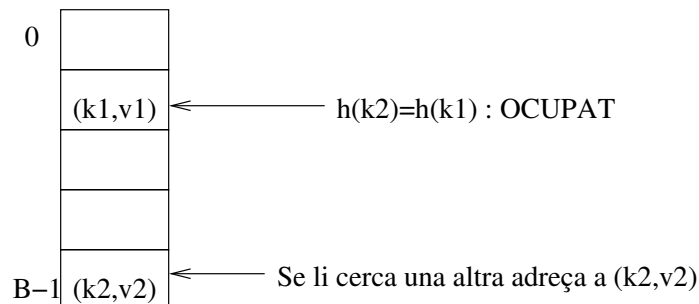 0
(k1,v1) h(k2)=h(k1) : OCUPAT
B−1 (k2,v2) Se li cerca una altra adreça a (k2,v2)